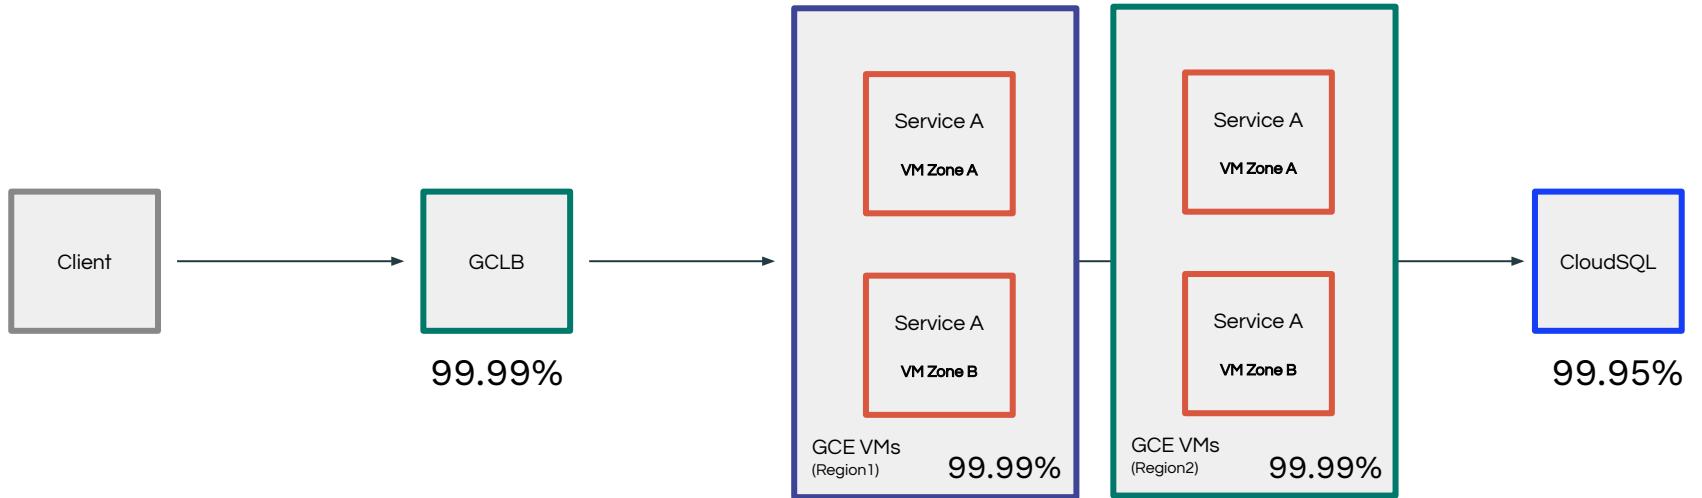 Client
GCLB
99.99%
Service A
VM Zone A
Service A
VM Zone B
GCE VMs
(Region1)
99.99%
Service A
VM Zone A
Service A
VM Zone B
GCE VMs
(Region2)
99.99%
CloudSQL
99.95%